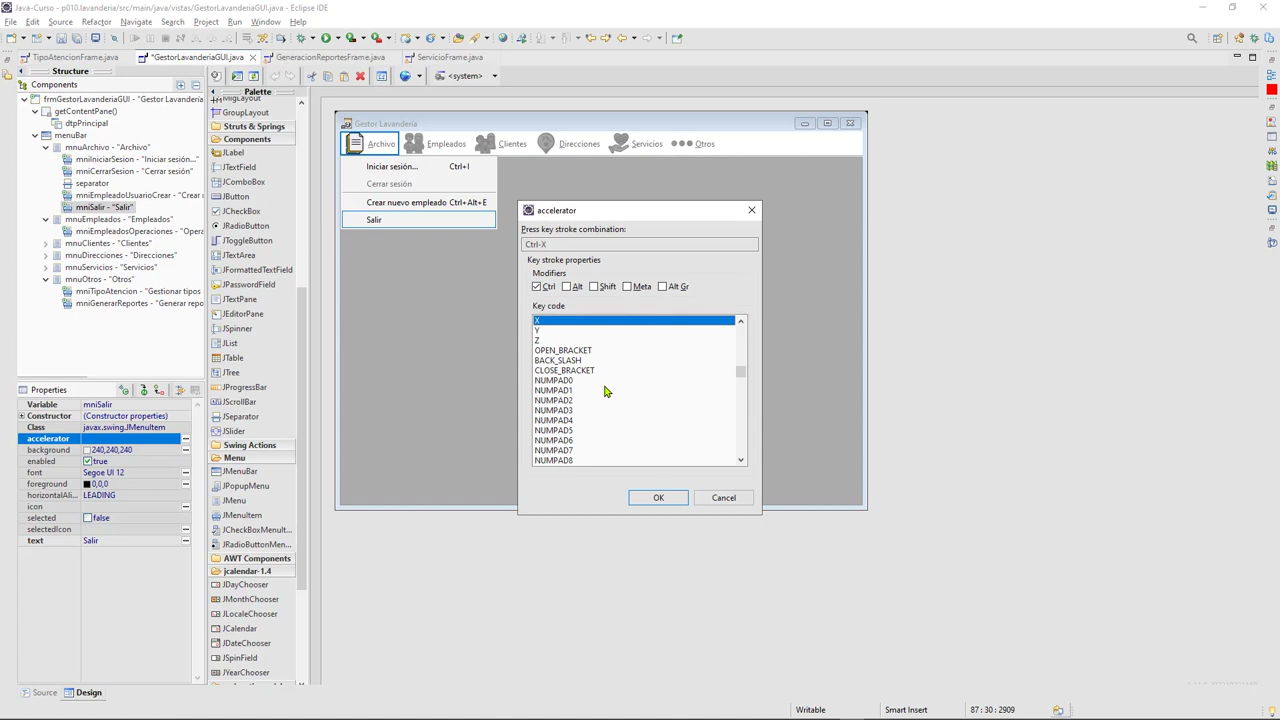 Java-Curso - p010.lavanderia/src/main/java/vistas/GestorLavanderiaGUI.java - Eclipse IDE
File Edit Source Refactor Navigate Search Project Run Window Help
TipoAtencionFrame.java *GestorLavanderiaGUI.java GeneracionReportesFrame.java ServicioFrame.java
Structure
Components
frmGestorLavanderiaGUI - "Gestor Lavandería
getContentPane()
dtpPrincipal
menuBar
mnuArchivo - "Archivo"
mniIniciarSesion - "Iniciar sesión..."
mniCerrarSesion - "Cerrar sesión"
separator
mniEmpleadoUsuarioCrear - "Crear n
mniSalir - "Salir"
mnuEmpleados - "Empleados"
mniEmpleadosOperaciones -
mnuClientes - "Clientes"
mnuDirecciones - "Direcciones"
mnuServicios - "Servicios"
mnuOtros - "Otros"
mniTipoAtencion - "Gestionar tipos
mniGenerarReportes - "Generar repo
Properties
Variable mniSalir
Constructor (Constructor properties)
Class javax.swing.JMenuItem
accelerator
background 240,240,240
enabled true
font Segoe UI 12
foreground 0,0,0
horizontalAli... LEADING
icon
selected false
selectedIcon
text Salir
Source Design
Palette
MigLayout
GroupLayout
Struts & Springs
Components
JLabel
JTextField
JComboBox
JButton
JCheckBox
JRadioButton
JToggleButton
JTextArea
JFormattedTextField
JPasswordField
JTextPane
JEditorPane
JSpinner
JList
JTable
JTree
JProgressBar
JScrollBar
JSeparator
JSlider
Swing Actions
Menu
JMenuBar
JPopupMenu
JMenu
JMenuItem
JCheckBoxMenuIt...
JRadioButtonMen...
AWT Components
jcalendar-1.4
JDayChooser
JMonthChooser
JLocaleChooser
JCalendar
JDateChooser
JSpinField
JYearChooser
<system>
Gestor Lavandería
Archivo Empleados Clientes Direcciones Servicios Otros
Iniciar sesión... Ctrl+I
Cerrar sesión
Crear nuevo empleado Ctrl+Alt+E
Salir
accelerator
Press key stroke combination:
Ctrl-X
Key stroke properties
Modifiers
Ctrl Alt Shift Meta Alt Gr
Key code
X
Y
Z
OPEN_BRACKET
BACK_SLASH
CLOSE_BRACKET
NUMPAD0
NUMPAD1
NUMPAD2
NUMPAD3
NUMPAD4
NUMPAD5
NUMPAD6
NUMPAD7
NUMPAD8
OK Cancel
Writable Smart Insert 87 : 30 : 2909